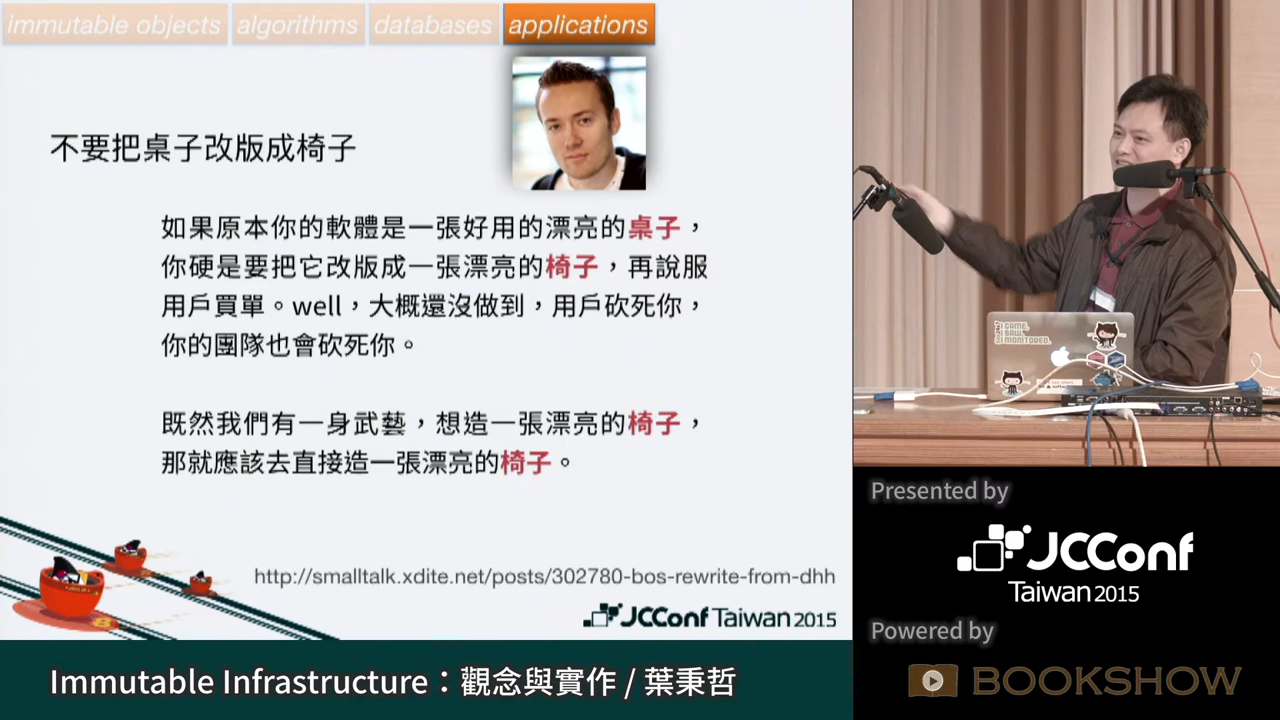 immutable objects
algorithms
databases
applications
不要把桌子改版成椅子
如果原本你的軟體是一張好用的漂亮的桌子，
你硬是要把它改版成一張漂亮的椅子，再說服
用戶買單。well，大概還沒做到，用戶砍死你，
你的團隊也會砍死你。
既然我們有一身武藝，想造一張漂亮的椅子，
那就應該去直接造一張漂亮的椅子。
http://smalltalk.xdite.net/posts/302780-bos-rewrite-from-dhh
JCConf Taiwan 2015
Immutable Infrastructure：觀念與實作 / 葉秉哲
I CAME,
I SAW,
I MONITORED.
Presented by
JCConf
Taiwan 2015
Powered by
BOOKSHOW